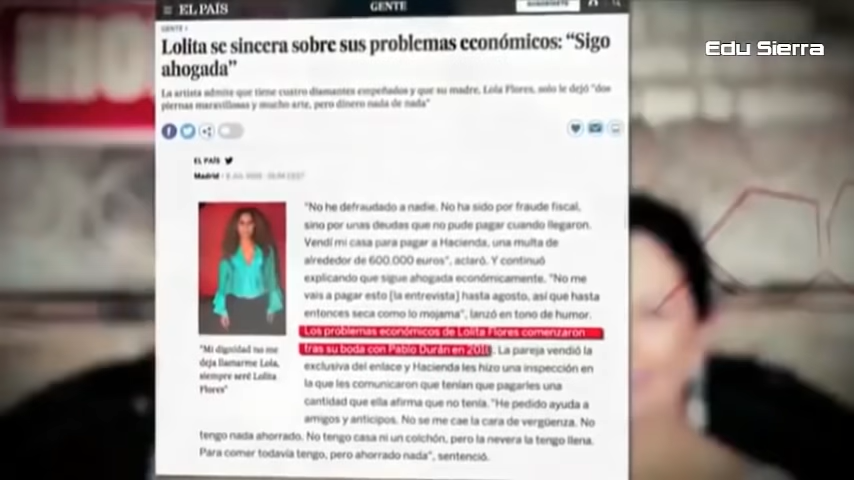 EL PAÍS
GENTE
SUSCRÍBETE
Edu Sierra
GENTE
Lolita se sincera sobre sus problemas económicos: “Sigo
ahogada”
La artista admite que tiene cuatro diamantes empeñados y que su madre, Lola Flores, solo le dejó "dos
piernas maravillosas y mucho arte, pero dinero nada de nada"
EL PAÍS
Madrid
"No he defraudado a nadie. No ha sido por fraude fiscal,
sino por unas deudas que no pude pagar cuando llegaron.
Vendí mi casa para pagar a Hacienda, una multa de
alrededor de 600.000 euros", aclaró. Y continuó
explicando que sigue ahogada económicamente. "No me
vais a pagar esto [la entrevista] hasta agosto, así que hasta
entonces seca como lo mojama", lanzó en tono de humor.
Los problemas económicos de Lolita Flores comenzaron
tras su boda con Pablo Durán en 2010. La pareja vendió la
exclusiva del enlace y Hacienda les hizo una inspección en
la que les comunicaron que tenían que pagarles una
cantidad que ella afirma que no tenía. "He pedido ayuda a
amigos y anticipos. No se me cae la cara de vergüenza. No
tengo nada ahorrado. No tengo casa ni un colchón, pero la nevera la tengo llena.
Para comer todavía tengo, pero ahorrado nada", sentenció.
"Mi dignidad no me
deja llamarme Lola,
siempre seré Lolita
Flores"